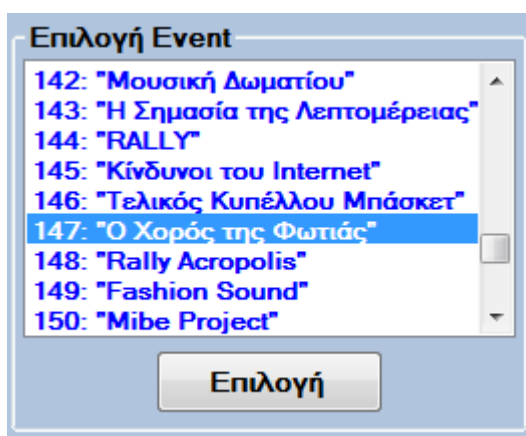 Επιλογή Event
142: "Μουσική Δωματίου"
143: "Η Σημασία της Λεπτομέρειας"
144: "RALLY"
145: "Κίνδυνοι του Internet"
146: "Τελικός Κυπέλλου Μπάσκετ"
147: "Ο Χορός της Φωτιάς"
148: "Rally Acropolis"
149: "Fashion Sound"
150: "Mibe Project"
Επιλογή